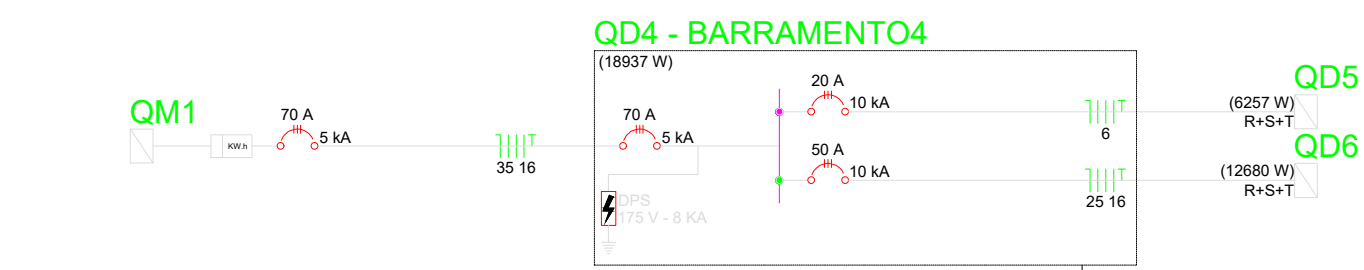 QD4 - BARRAMENTO4
(18937 W)
QM1
70 A
5 kA
KW.h
35 16
70 A
5 kA
DPS
175 V - 8 KA
20 A
10 kA
6
(6257 W)
R+S+T
QD5
50 A
10 kA
25 16
(12680 W)
R+S+T
QD6